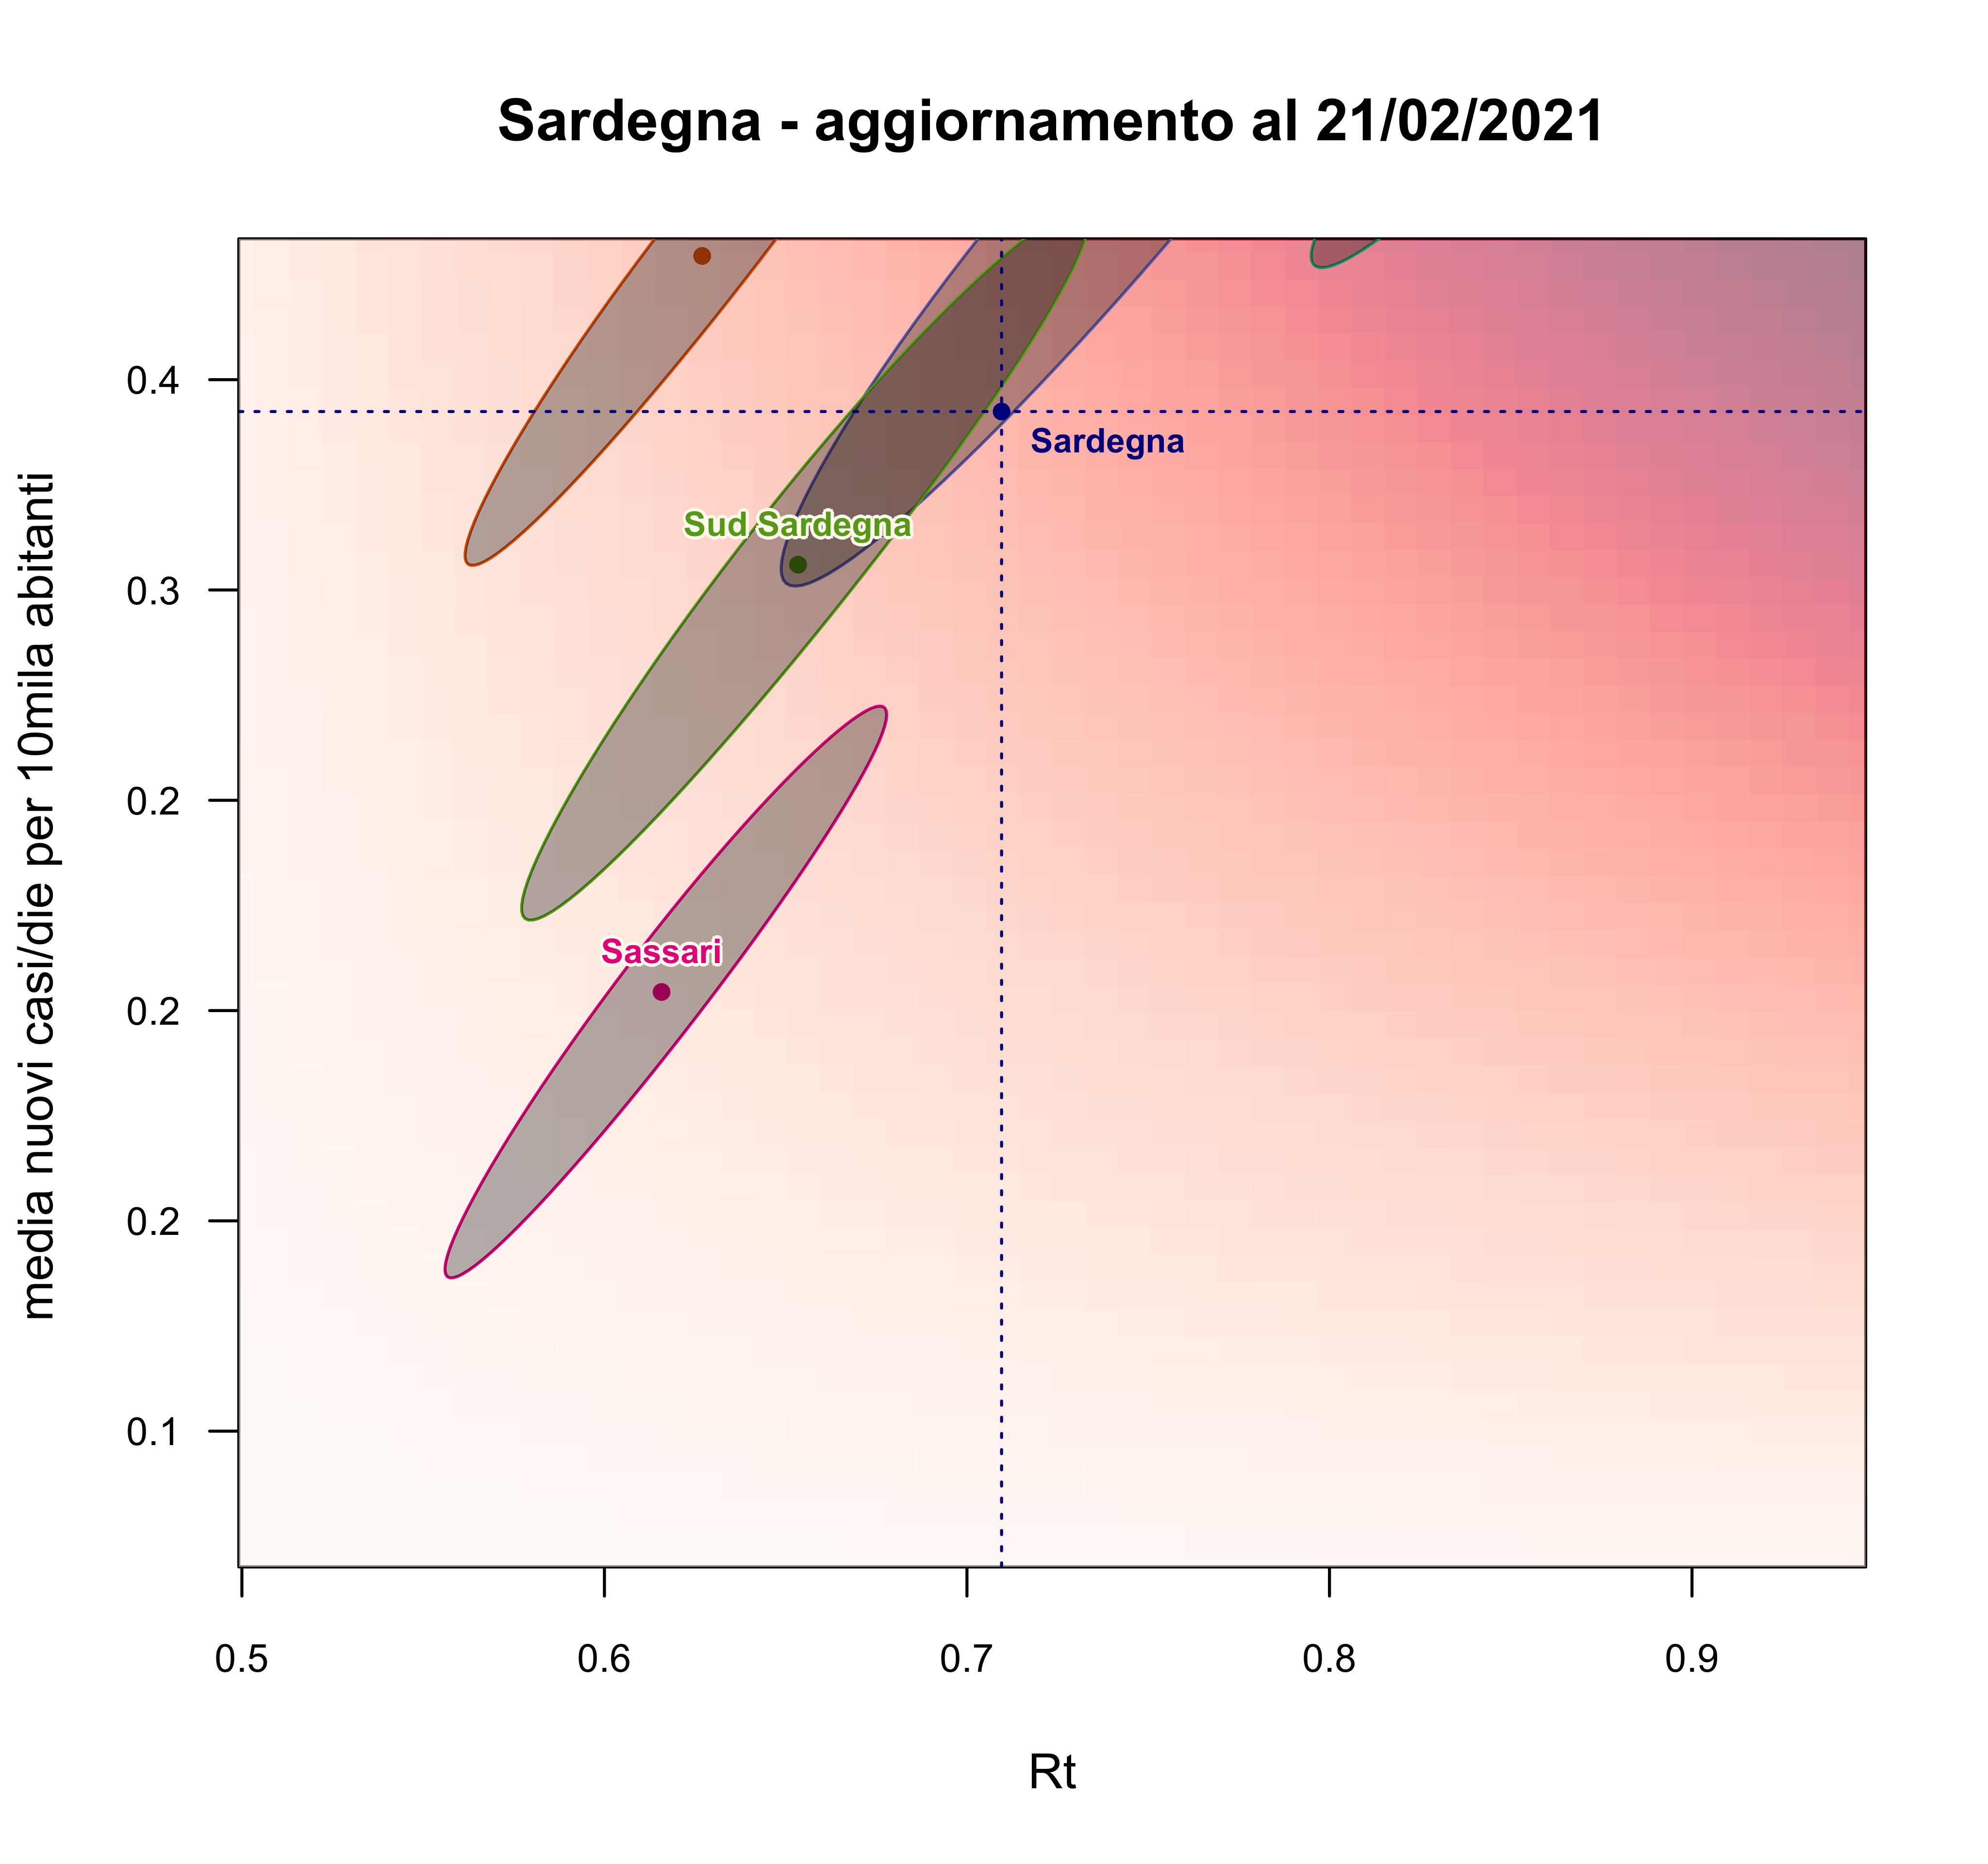 Sardegna - aggiornamento al 21/02/2021
media nuovi casi/die per 10mila abitanti
0.4
0.3
0.2
0.2
0.2
0.1
Sardegna
Sud Sardegna
Sassari
0.5 0.6 0.7 0.8 0.9
Rt